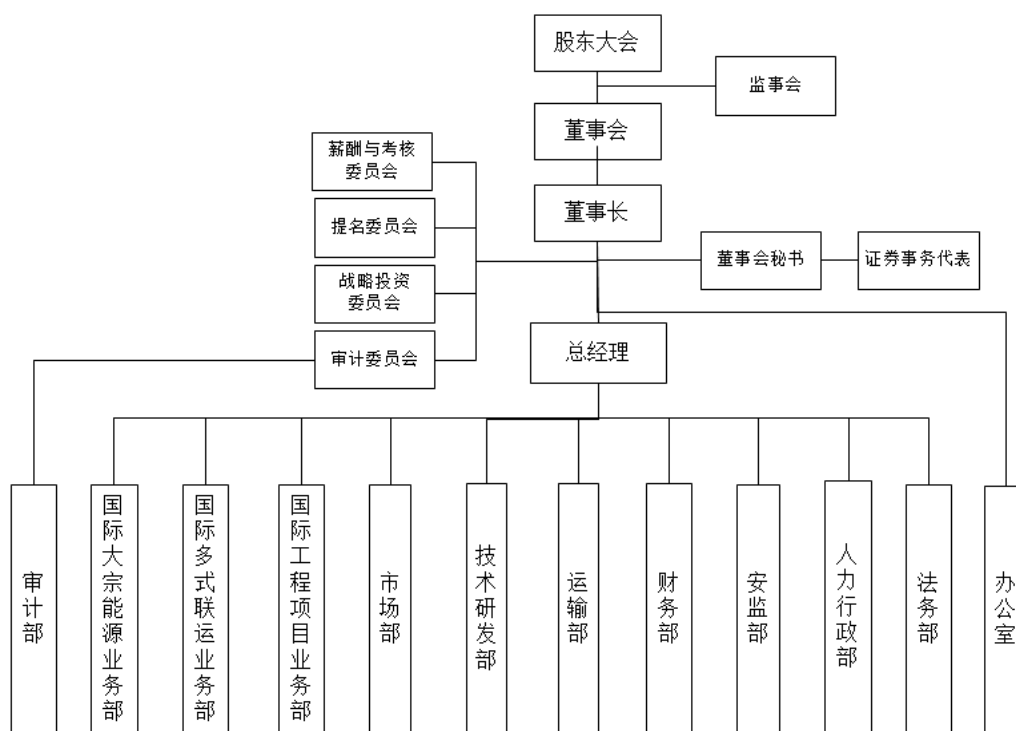 股东大会
监事会
董事会
薪酬与考核
委员会
董事长
提名委员会
董事会秘书
证券事务代表
战略投资
委员会
总经理
审计委员会
审计部
国际大宗能源业务部
国际多式联运业务部
国际工程项目业务部
市场部
技术研发部
运输部
财务部
安监部
人力行政部
法务部
办公室